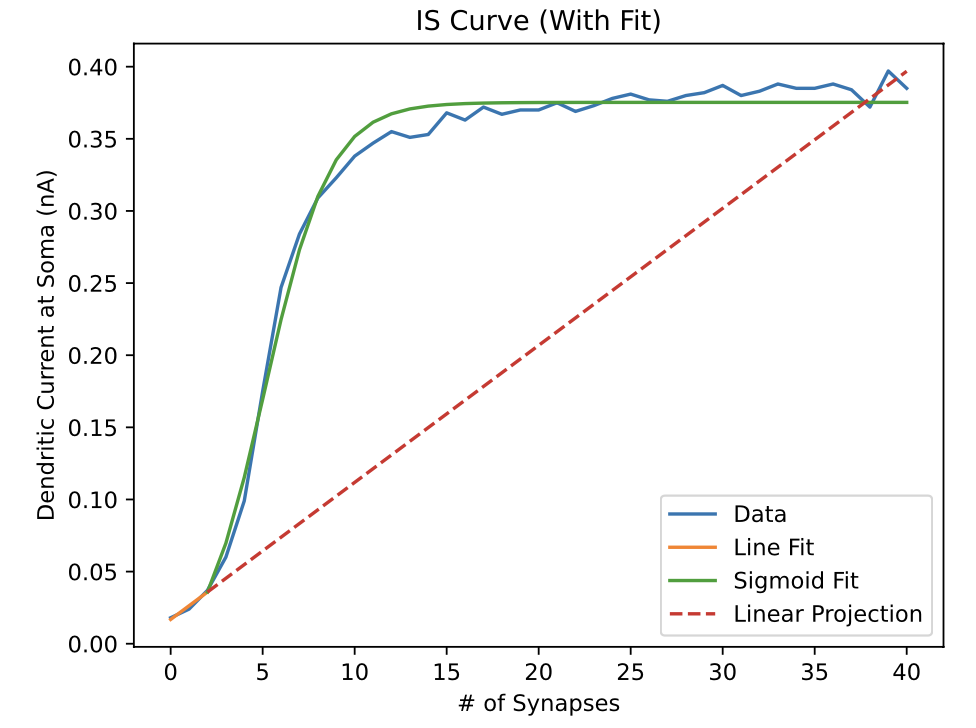 IS Curve (With Fit)
Dendritic Current at Soma (nA)
0.40
0.35
0.30
0.25
0.20
0.15
0.10
0.05
0.00
Data
Line Fit
Sigmoid Fit
Linear Projection
0 5 10 15 20 25 30 35 40
# of Synapses